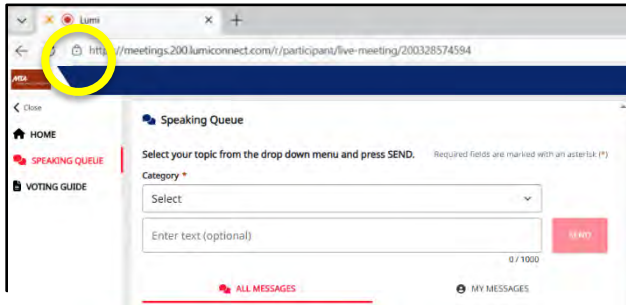 Lumi
https://meetings.200.lumiconnect.com/r/participant/live-meeting/200328574594
MTA
Close
HOME
SPEAKING QUEUE
VOTING GUIDE
Speaking Queue
Select your topic from the drop down menu and press SEND.
Required fields are marked with an asterisk (*)
Category *
Select
Enter text (optional)
SEND
0 / 1000
ALL MESSAGES
MY MESSAGES